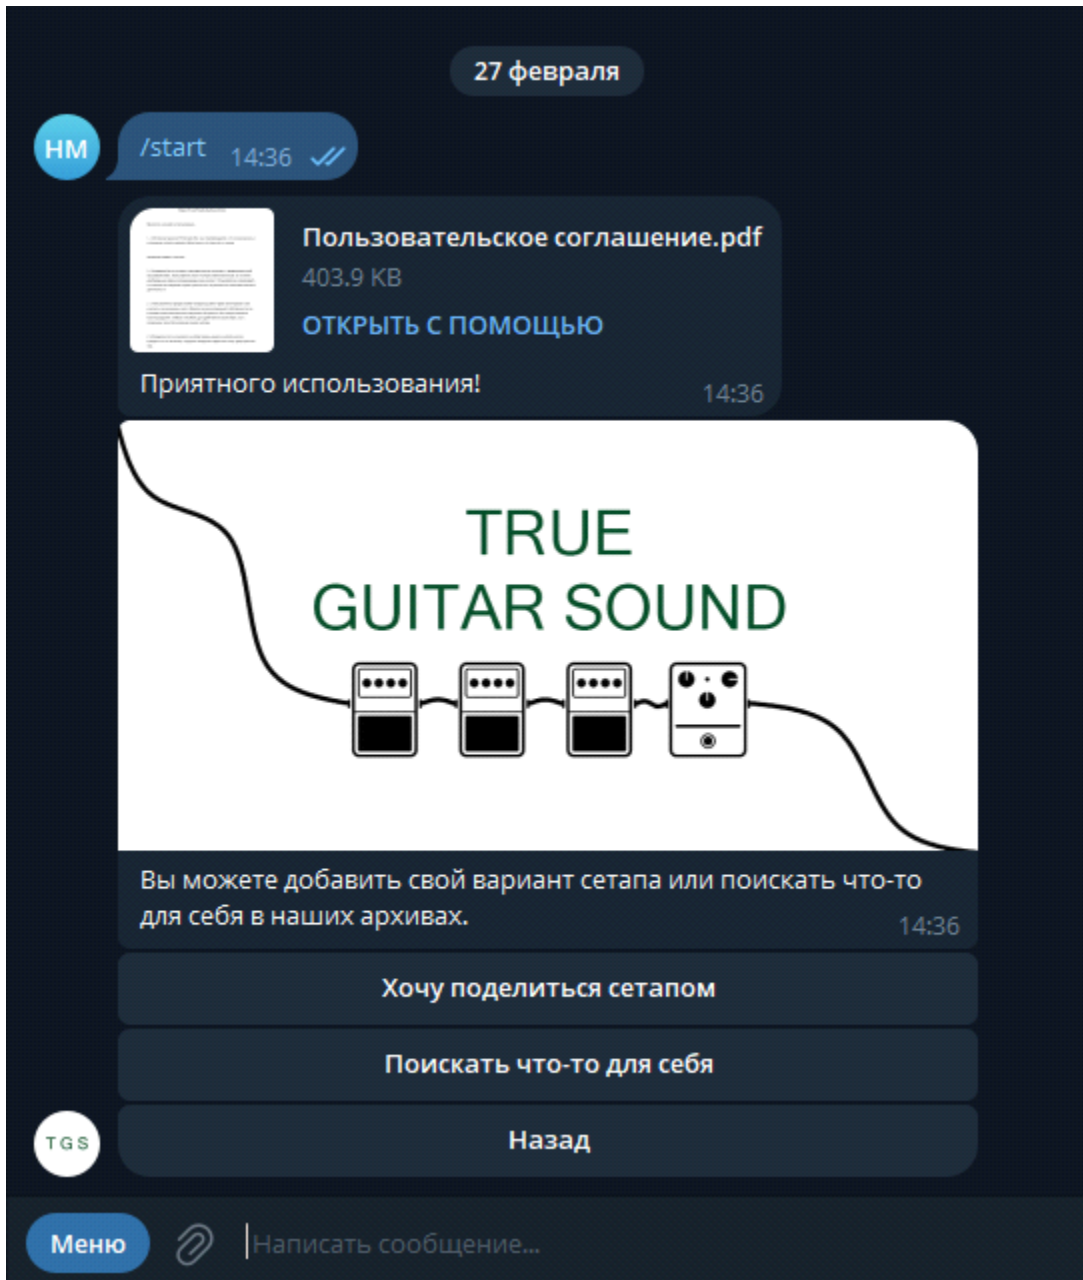 27 февраля
НМ
/start 14:36
Пользовательское соглашение.pdf
403.9 KB
ОТКРЫТЬ С ПОМОЩЬЮ
Приятного использования!
14:36
TRUE
GUITAR SOUND
Вы можете добавить свой вариант сетапа или поискать что-то
для себя в наших архивах.
14:36
Хочу поделиться сетапом
Поискать что-то для себя
TGS
Назад
Меню
Написать сообщение...